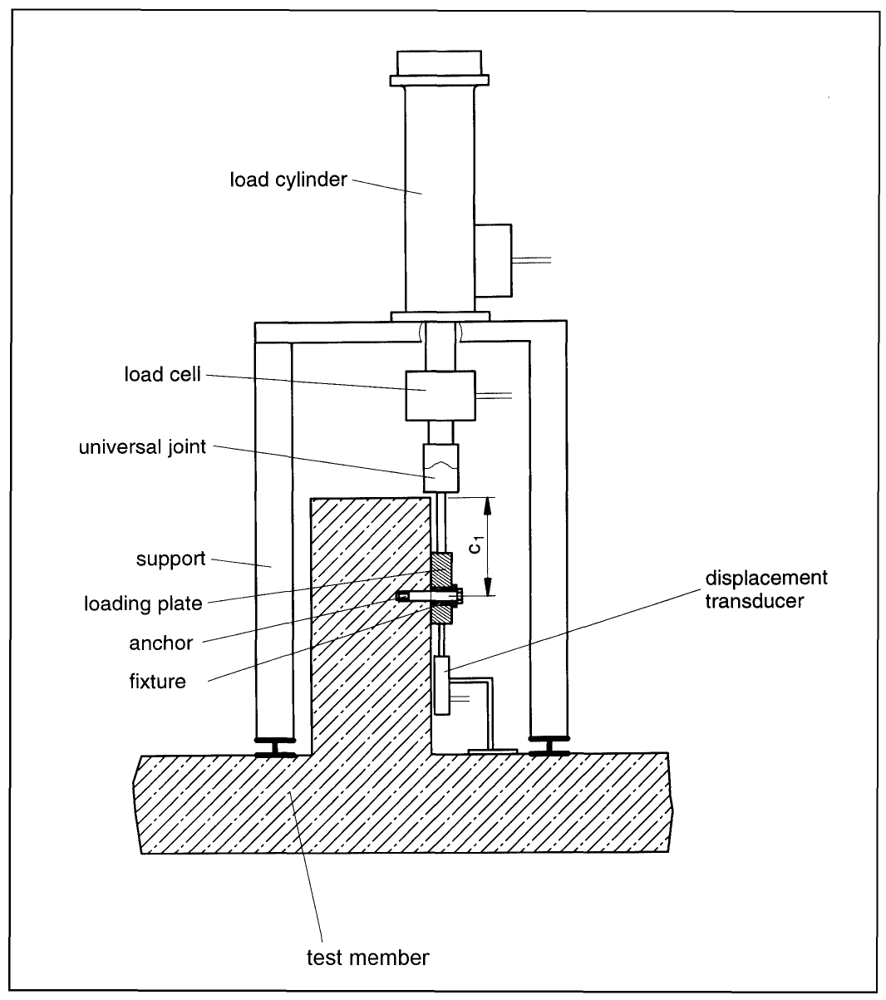 load cylinder
load cell
universal joint
c1
support
displacement
transducer
loading plate
anchor
fixture
test member